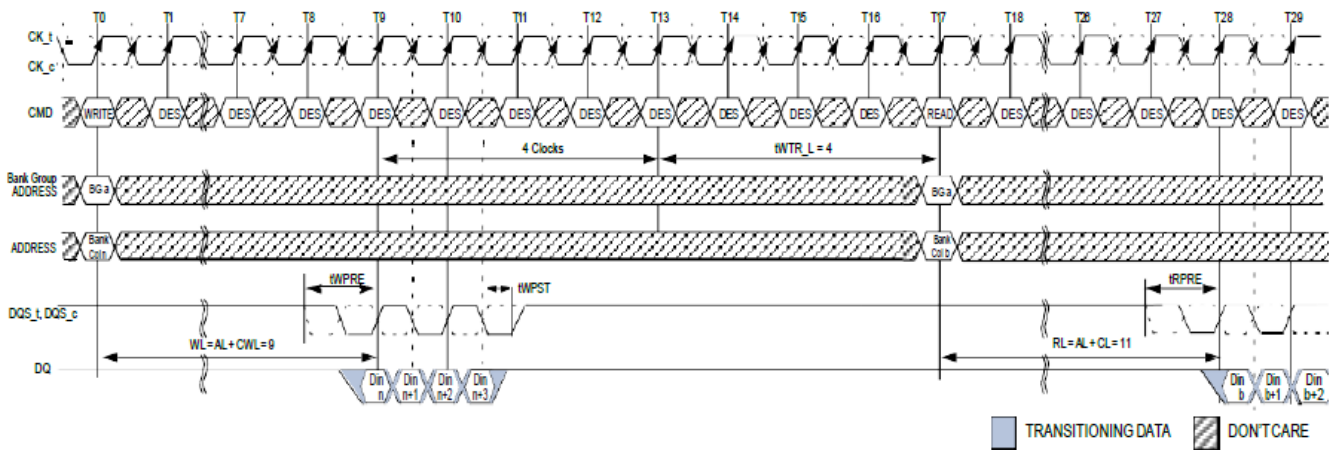 T0 T1 T7 T8 T9 T10 T11 T12 T13 T14 T15 T16 T17 T18 T26 T27 T28 T29
CK_t
CK_c
CMD WRITE DES DES DES DES DES DES DES DES DES DES DES READ DES DES DES DES DES
4 Clocks tWTR_L = 4
Bank Group
ADDRESS BG a BG a
ADDRESS Bank Col n Bank Col b
tWPRE tWPST tRPRE
DQS_t, DQS_c
WL = AL + CWL = 9 RL = AL + CL = 11
DQ Din n Din n+1 Din n+2 Din n+3 Din b Din b+1 Din b+2
TRANSITIONING DATA DON'T CARE